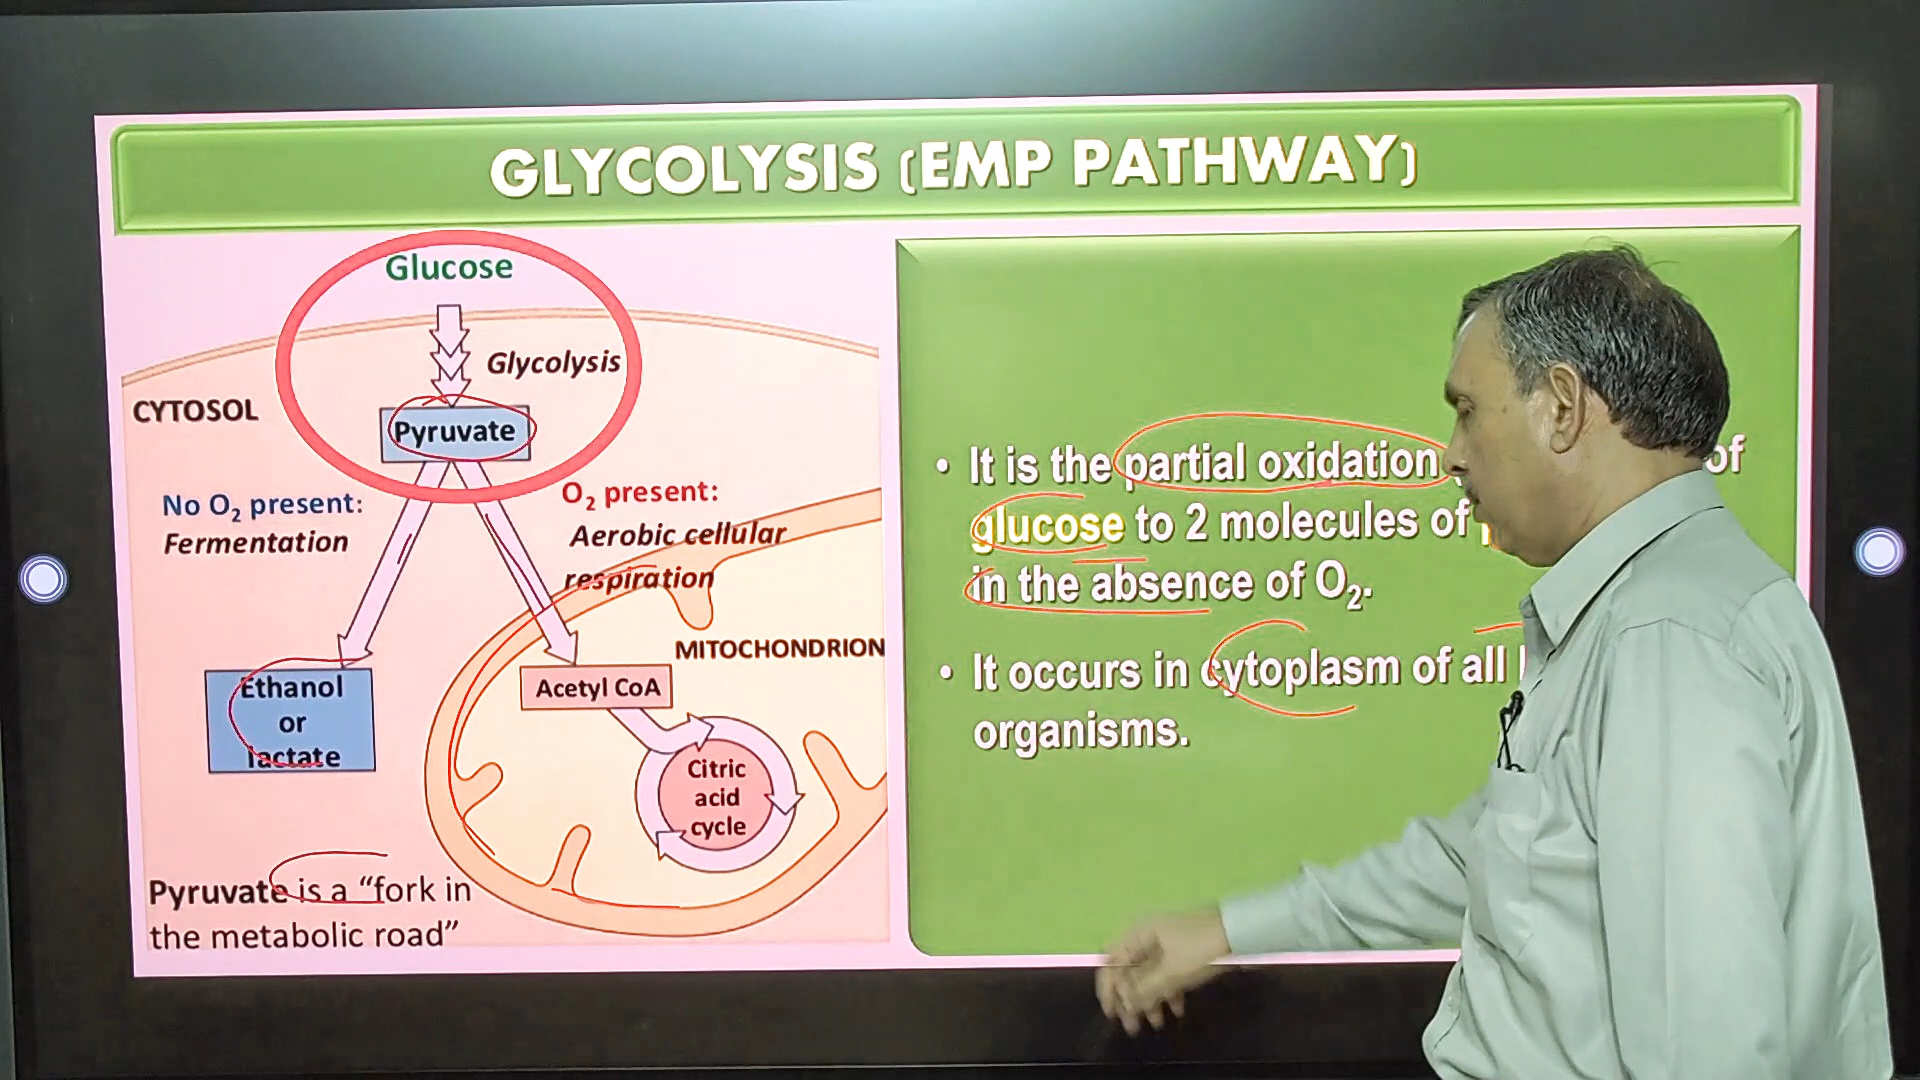 GLYCOLYSIS (EMP PATHWAY)
Glucose
Glycolysis
CYTOSOL
Pyruvate
No O₂ present:
Fermentation
O₂ present:
Aerobic cellular
respiration
MITOCHONDRION
Ethanol
or
lactate
Acetyl CoA
Citric
acid
cycle
Pyruvate is a “fork in
the metabolic road”
• It is the partial oxidation of
glucose to 2 molecules of
in the absence of O₂.
• It occurs in cytoplasm of all
organisms.